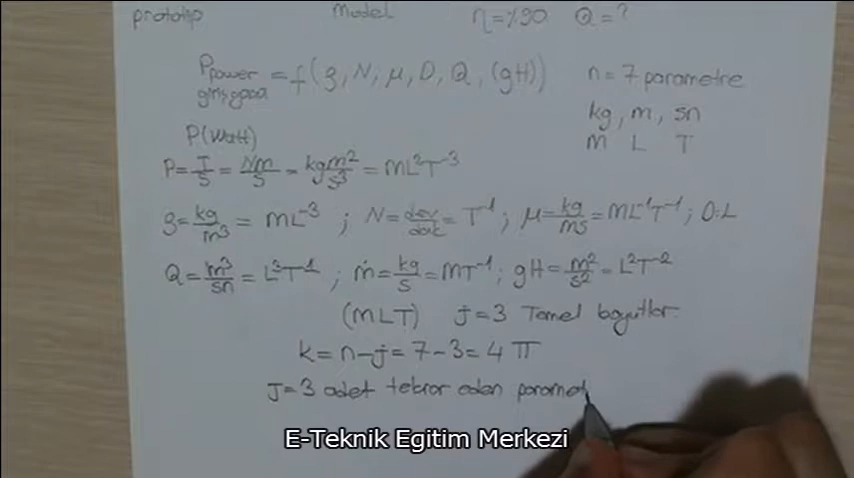 prototip Model η=%90 Q=?
Ppower = f(ρ, N, μ, D, Q, (gH)) n=7 parametre
giriş gücü
kg, m, sn
P(Watt) M L T
P=J/s=Nm/s=kgm²/s³=ML²T⁻³
ρ=kg/m³=ML⁻³ ; N=dev/dak=T⁻¹ ; μ=kg/ms=ML⁻¹T⁻¹ ; D:L
Q=m³/sn=L³T⁻¹ ; ṁ=kg/s=MT⁻¹ ; gH=m²/s²=L²T⁻²
(MLT) j=3 Temel boyutlar.
k=n-j=7-3=4 π
J=3 adet tekrar eden paramet
E-Teknik Egitim Merkezi